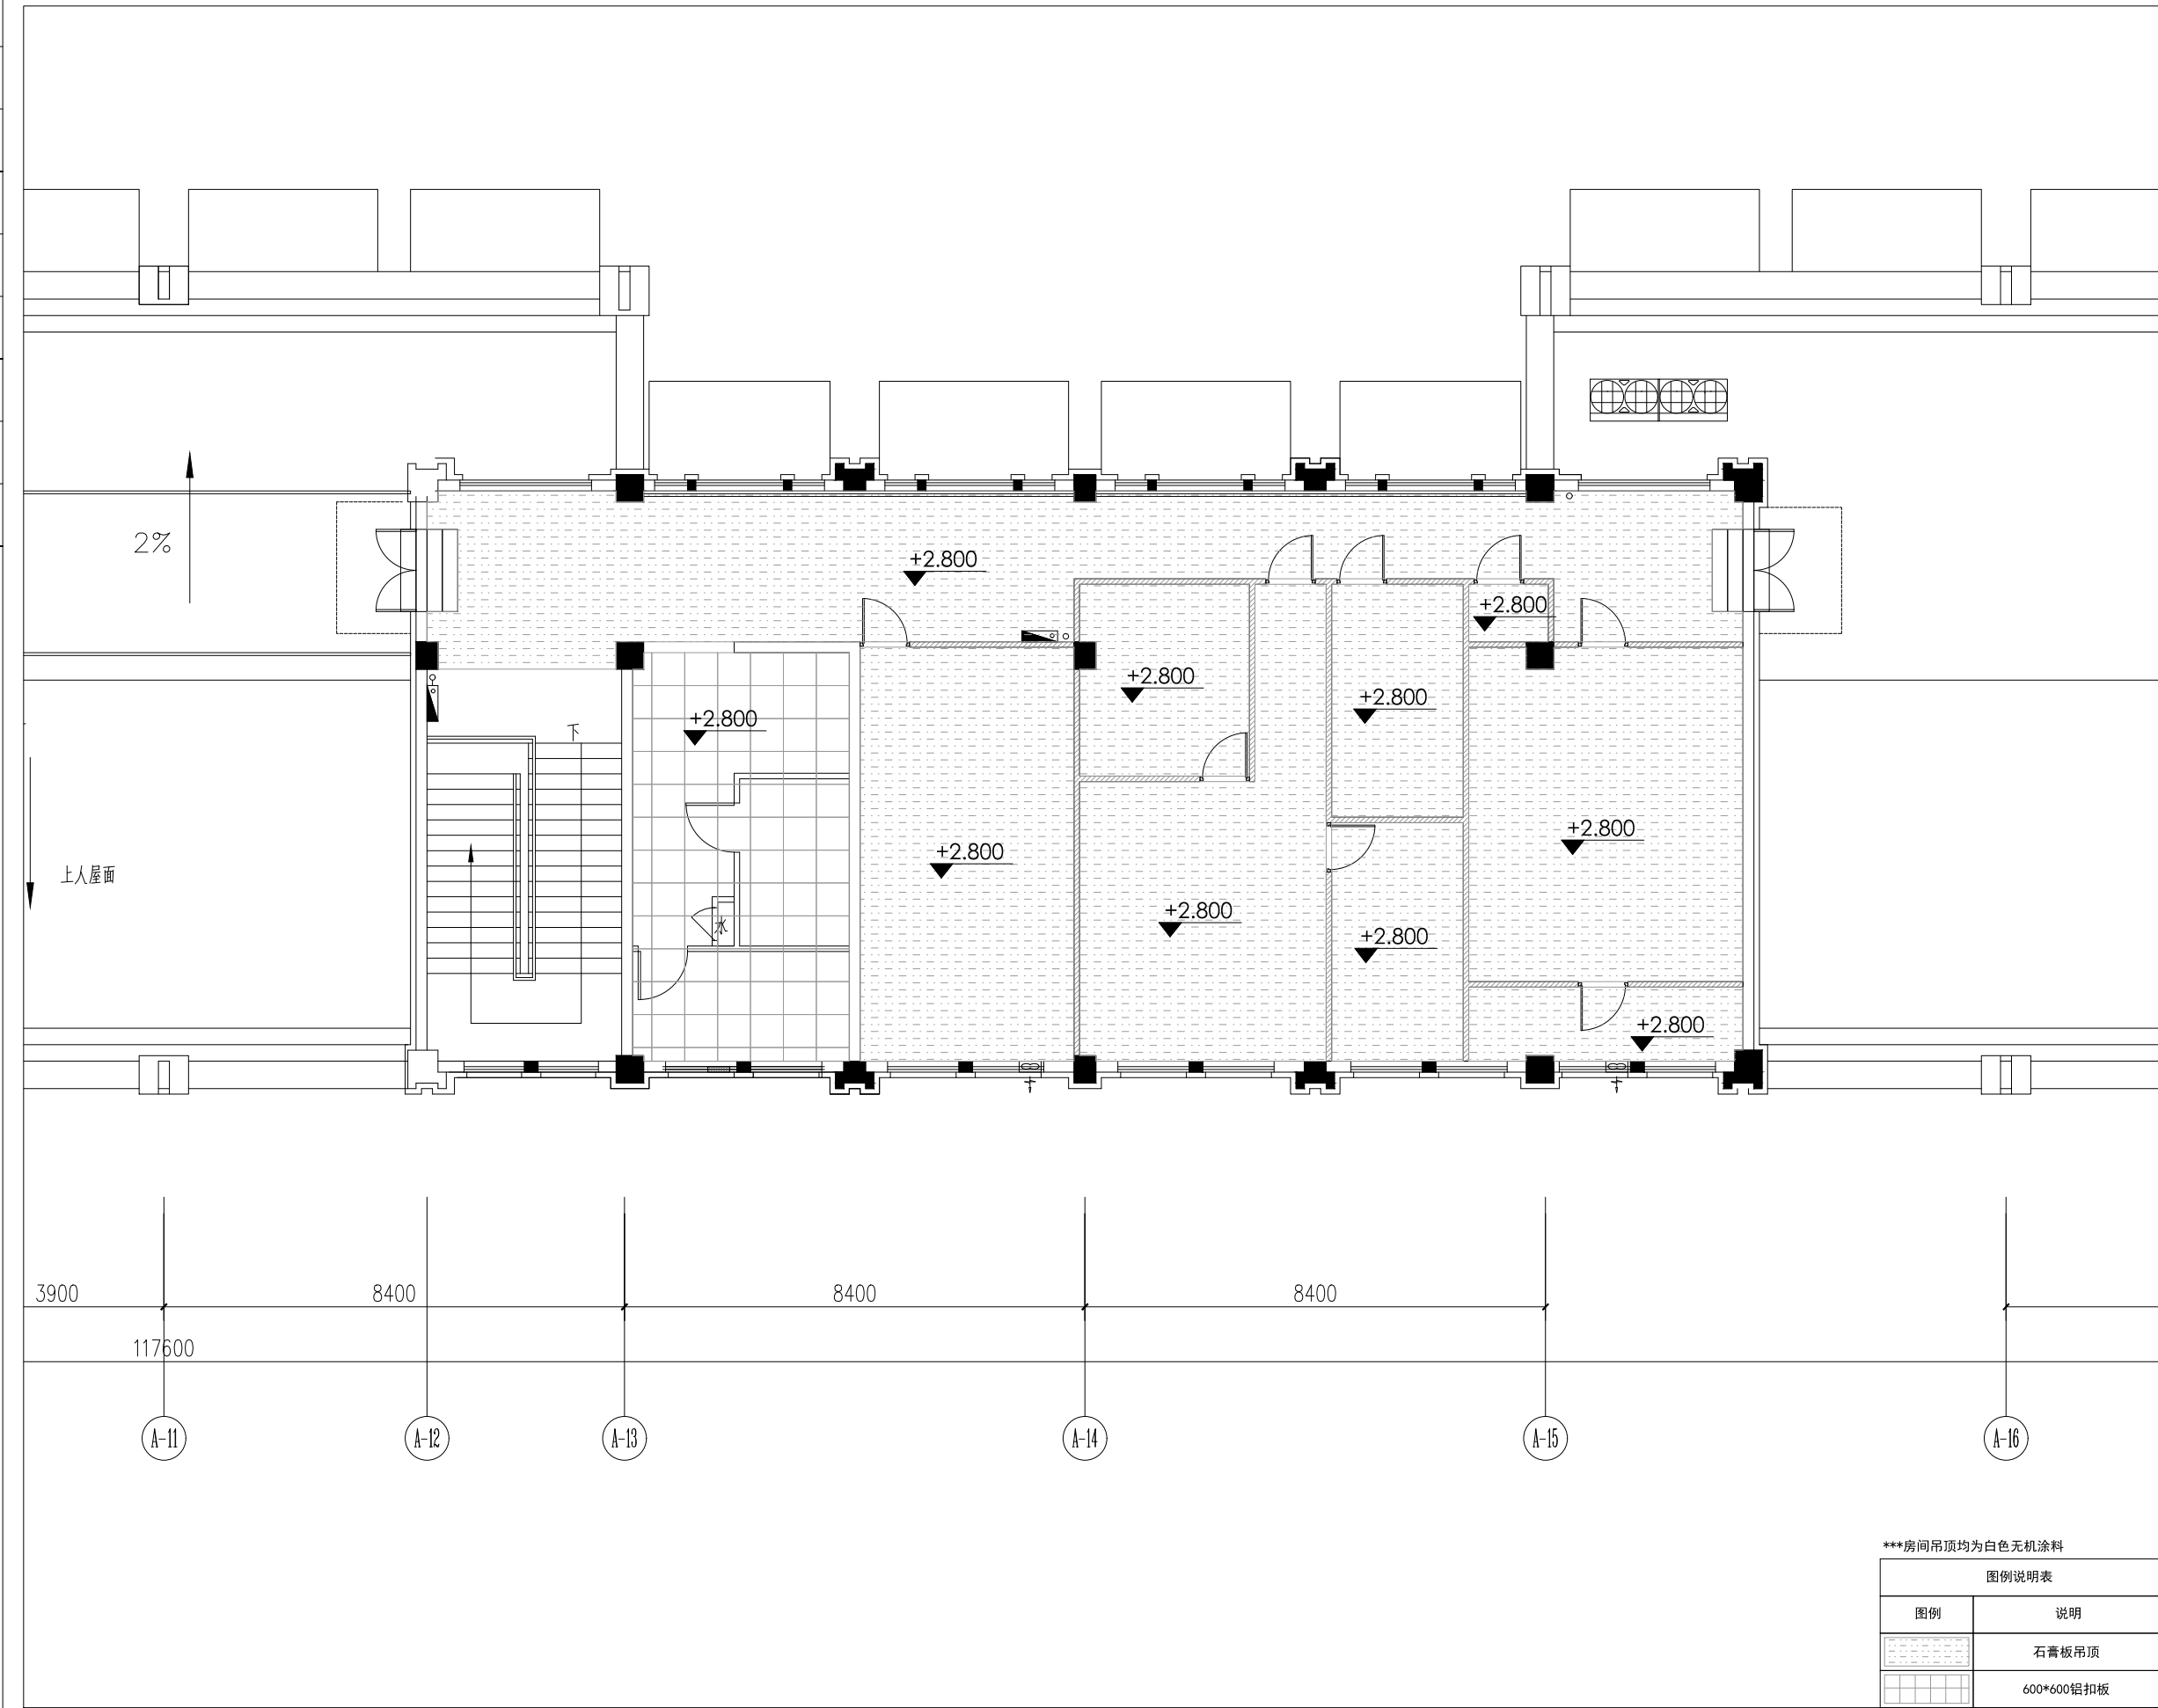 2%
+2.800
+2.800
+2.800
+2.800
+2.800
下
+2.800
+2.800
+2.800
上人屋面
+2.800
水
+2.800
+2.800
3900
8400
8400
8400
117600
A-11
A-12
A-13
A-14
A-15
A-16
***房间吊顶均为白色无机涂料
图例说明表
图例
说明
石膏板吊顶
600*600铝扣板